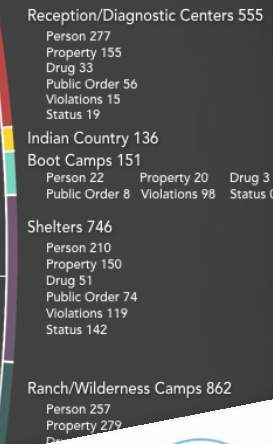 Reception/Diagnostic Centers 555
Person 277
Property 155
Drug 33
Public Order 56
Violations 15
Status 19
Indian Country 136
Boot Camps 151
Person 22 Property 20 Drug 3
Public Order 8 Violations 98 Status
Shelters 746
Person 210
Property 150
Drug 51
Public Order 74
Violations 119
Status 142
Ranch/Wilderness Camps 862
Person 257
Property 279